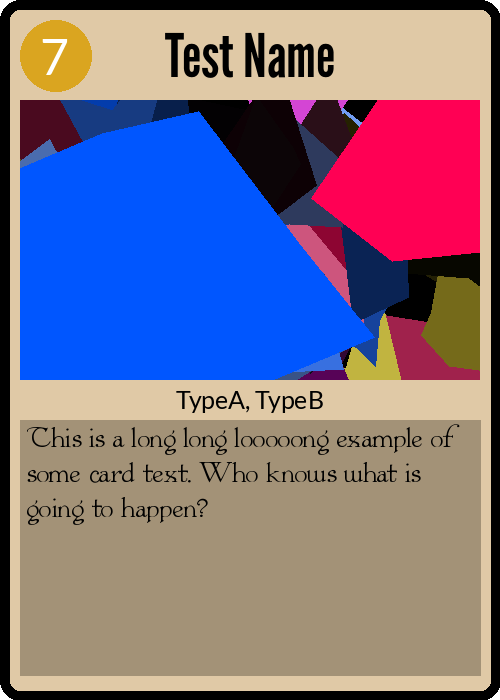 7
Test Name
TypeA, TypeB
This is a long long looooong example of
some card text. Who knows what is
going to happen?